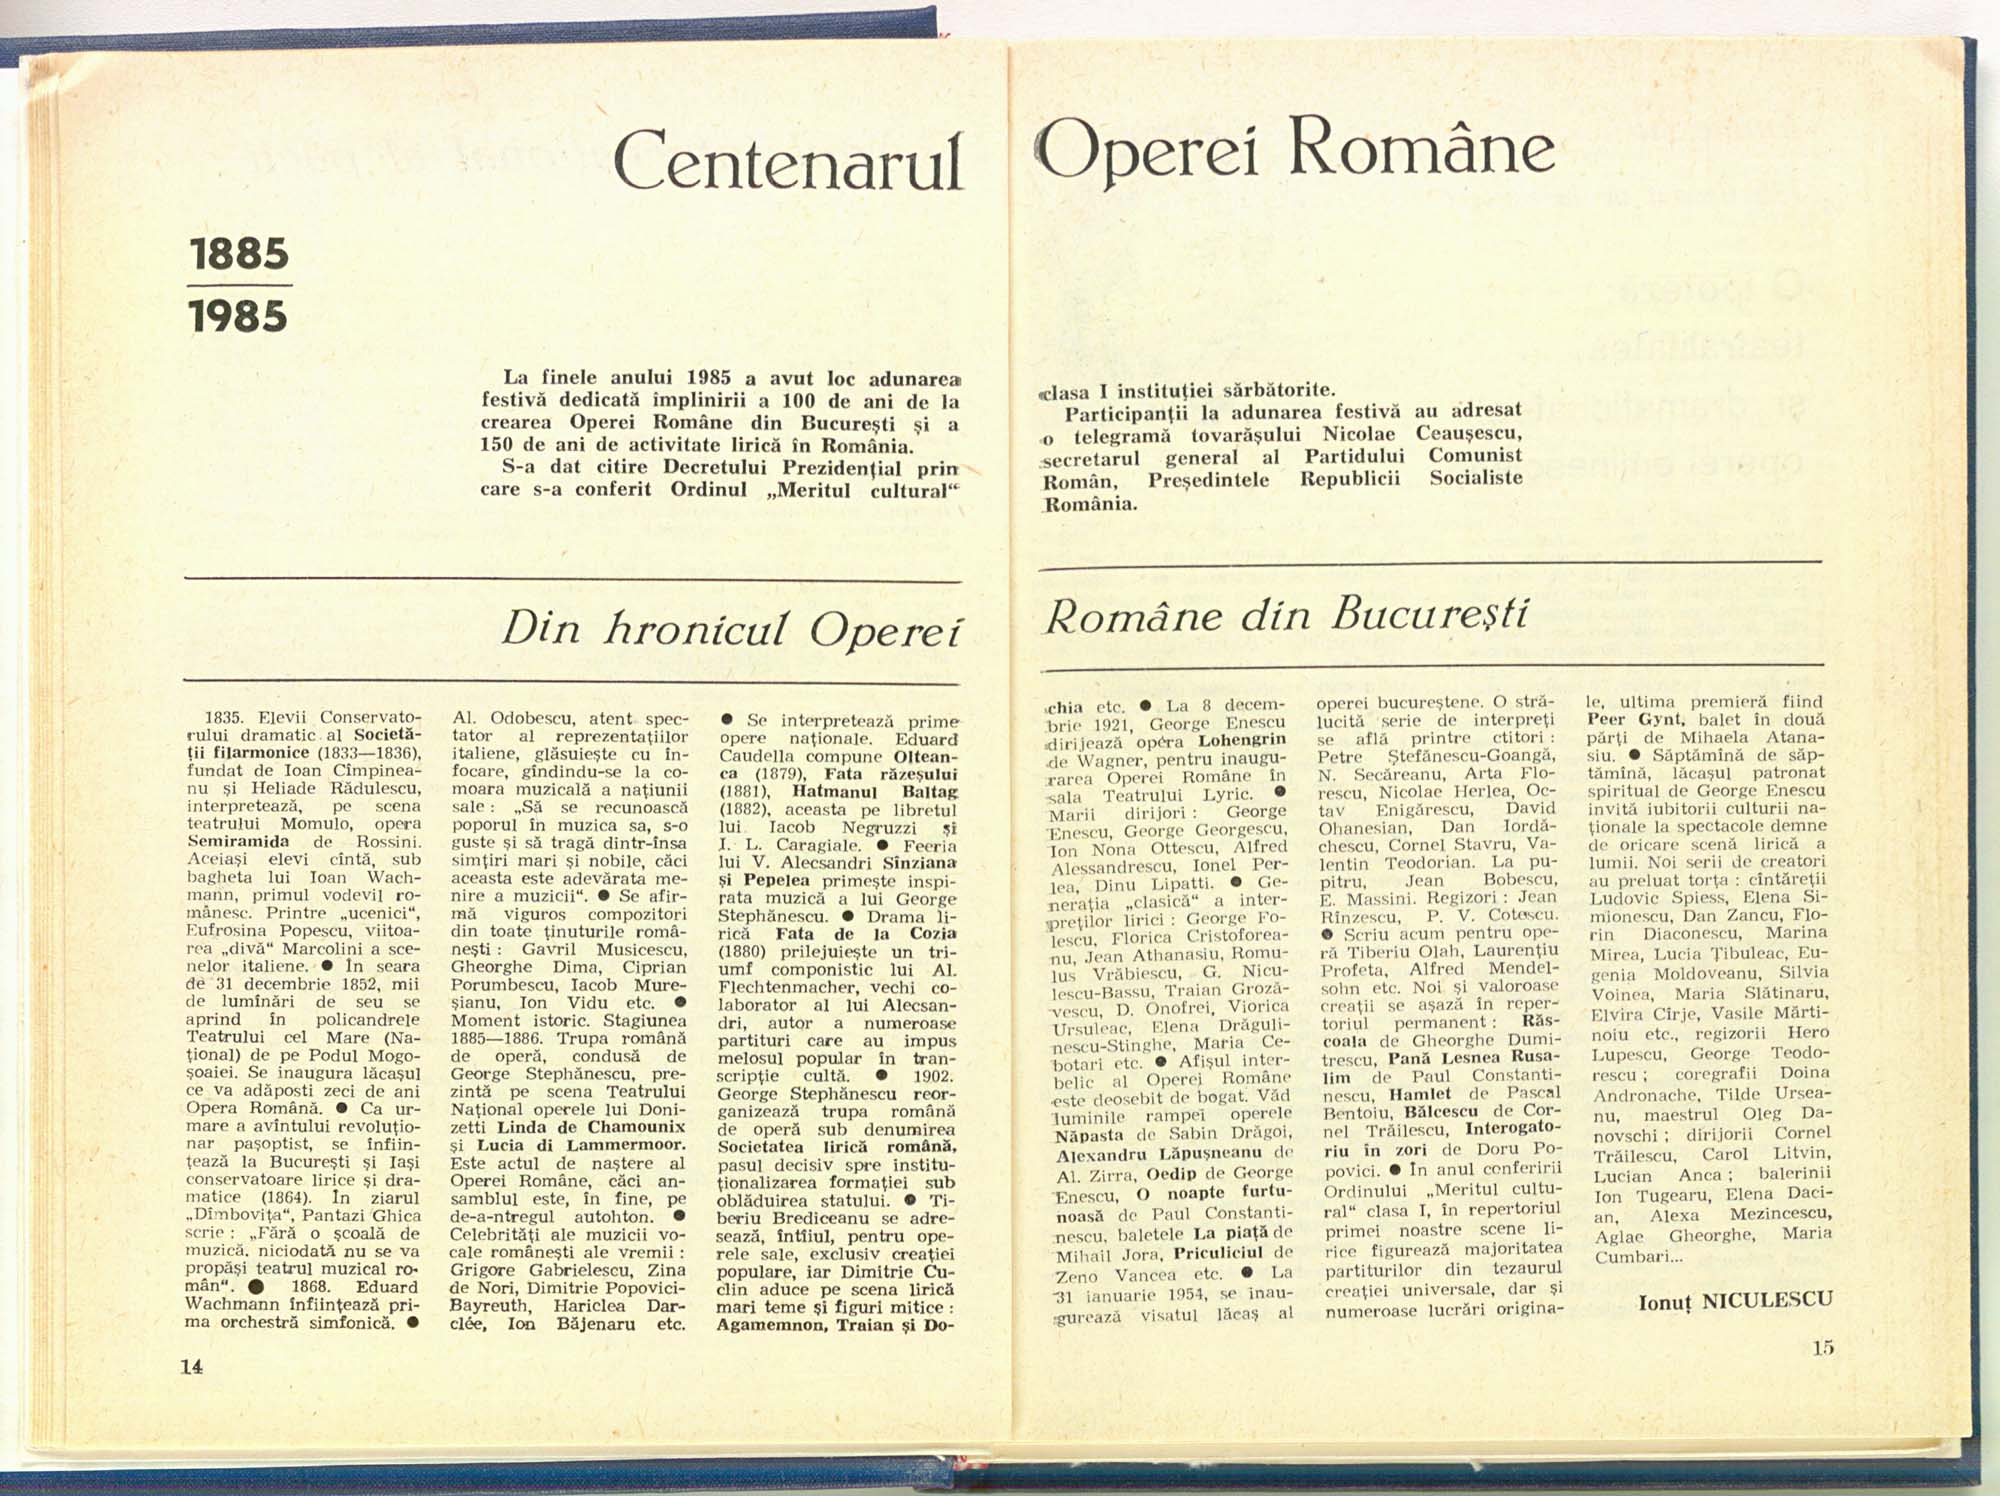 Centenarul Operei Române
1885
1985
La finele anului 1985 a avut loc adunarea
festivă dedicată împlinirii a 100 de ani de la
crearea Operei Române din București și a
150 de ani de activitate lirică în România.
S-a dat citire Decretului Prezidențial prin
care s-a conferit Ordinul „Meritul cultural“
clasa I instituției sărbătorite.
Participanții la adunarea festivă au adresat
o telegramă tovarășului Nicolae Ceaușescu,
secretarul general al Partidului Comunist
Român, Președintele Republicii Socialiste
România.
Din hronicul Operei Române din București
1835. Elevii Conservato-
rului dramatic al Societă-
ții filarmonice (1833—1836),
fundat de Ioan Cîmpinea-
nu și Heliade Rădulescu,
interpretează, pe scena
teatrului Momulo, opera
Semiramida de Rossini.
Aceiași elevi cîntă, sub
bagheta lui Ioan Wach-
mann, primul vodevil ro-
mânesc. Printre „ucenici“,
Eufrosina Popescu, viitoa-
rea „divă“ Marcolini a sce-
nelor italiene. ● În seara
de 31 decembrie 1852, mii
de luminări de seu se
aprind în policandrele
Teatrului cel Mare (Na-
țional) de pe Podul Mogo-
șoaiei. Se inaugura lăcașul
ce va adăposti zeci de ani
Opera Română. ● Ca ur-
mare a avîntului revoluțio-
nar pașoptist, se înfiin-
țează la București și Iași
conservatoare lirice și dra-
matice (1864). În ziarul
„Dîmbovița“, Pantazi Ghica
scrie : „Fără o școală de
muzică, niciodată nu se va
propăși teatrul muzical ro-
mân“. ● 1868. Eduard
Wachmann înființează pri-
ma orchestră simfonică. ●
Al. Odobescu, atent spec-
tator al reprezentațiilor
italiene, glăsuiește cu în-
focare, gîndindu-se la co-
moara muzicală a națiunii
sale : „Să se recunoască
poporul în muzica sa, s-o
guste și să tragă dintr-însa
simțiri mari și nobile, căci
aceasta este adevărata me-
nire a muzicii“. ● Se afir-
mă viguros compozitori
din toate ținuturile româ-
nești : Gavril Musicescu,
Gheorghe Dima, Ciprian
Porumbescu, Iacob Mure-
șianu, Ion Vidu etc. ●
Moment istoric. Stagiunea
1885—1886. Trupa română
de operă, condusă de
George Stephănescu, pre-
zintă pe scena Teatrului
Național operele lui Doni-
zetti Linda de Chamounix
și Lucia di Lammermoor.
Este actul de naștere al
Operei Române, căci an-
samblul este, în fine, pe
de-a-ntregul autohton. ●
Celebrități ale muzicii vo-
cale românești ale vremii :
Grigore Gabrielescu, Zina
de Nori, Dimitrie Popovici-
Bayreuth, Hariclea Dar-
clée, Ion Băjenaru etc.
● Se interpretează prime
opere naționale. Eduard
Caudella compune Oltean-
ca (1879), Fata răzeșului
(1881), Hatmanul Baltag
(1882), aceasta pe libretul
lui Iacob Negruzzi și
I. L. Caragiale. ● Feeria
lui V. Alecsandri Sînziana
și Pepelea primește inspi-
rata muzică a lui George
Stephănescu. ● Drama li-
rică Fata de la Cozia
(1880) prilejuiește un tri-
umf componistic lui Al.
Flechtenmacher, vechi co-
laborator al lui Alecsan-
dri, autor a numeroase
partituri care au impus
melosul popular în tran-
scripție cultă. ● 1902.
George Stephănescu reor-
ganizează trupa română
de operă sub denumirea
Societatea lirică română,
pasul decisiv spre institu-
ționalizarea formației sub
oblăduirea statului. ● Ti-
beriu Brediceanu se adre-
sează, întîiul, pentru ope-
rele sale, exclusiv creației
populare, iar Dimitrie Cu-
clin aduce pe scena lirică
mari teme și figuri mitice :
Agamemnon, Traian și Do-
14
chia etc. ● La 8 decem-
brie 1921, George Enescu
dirijează opera Lohengrin
de Wagner, pentru inaugu-
rarea Operei Române în
sala Teatrului Lyric. ●
Marii dirijori : George
Enescu, George Georgescu,
Ion Nona Ottescu, Alfred
Alessandrescu, Ionel Per-
lea, Dinu Lipatti. ● Ge-
nerația „clasică“ a inter-
preților lirici : George Fo-
lescu, Florica Cristoforea-
nu, Jean Athanasiu, Romu-
lus Vrăbiescu, G. Nicu-
lescu-Bassu, Traian Groză-
vescu, D. Onofrei, Viorica
Ursuleac, Elena Drăguli-
nescu-Stinghe, Maria Ce-
botari etc. ● Afișul inter-
belic al Operei Române
este deosebit de bogat. Văd
luminile rampei operele
Năpasta de Sabin Drăgoi,
Alexandru Lăpușneanu de
Al. Zirra, Oedip de George
Enescu, O noapte furtu-
noasă de Paul Constanti-
nescu, baletele La piață de
Mihail Jora, Priculiciul de
Zeno Vancea etc. ● La
31 ianuarie 1954, se inau-
gurează visatul lăcaș al
operei bucureștene. O stră-
lucită serie de interpreți
se află printre ctitori :
Petre Ștefănescu-Goangă,
N. Secăreanu, Arta Flo-
rescu, Nicolae Herlea, Oc-
tav Enigărescu, David
Ohanesian, Dan Iordă-
chescu, Cornel Stavru, Va-
lentin Teodorian. La pu-
pitru, Jean Bobescu,
E. Massini. Regizori : Jean
Rînzescu, P. V. Cotescu.
● Scriu acum pentru ope-
ră Tiberiu Olah, Laurențiu
Profeta, Alfred Mendel-
sohn etc. Noi și valoroase
creații se așază în reper-
toriul permanent : Răs-
coala de Gheorghe Dumi-
trescu, Pană Lesnea Rusa-
lim de Paul Constanti-
nescu, Hamlet de Pascal
Bentoiu, Bălcescu de Cor-
nel Trăilescu, Interogato-
riu în zori de Doru Po-
povici. ● În anul conferirii
Ordinului „Meritul cultu-
ral“ clasa I, în repertoriul
primei noastre scene li-
rice figurează majoritatea
partiturilor din tezaurul
creației universale, dar și
numeroase lucrări origina-
le, ultima premieră fiind
Peer Gynt, balet în două
părți de Mihaela Atana-
siu. ● Săptămînă de săp-
tămînă, lăcașul patronat
spiritual de George Enescu
invită iubitorii culturii na-
ționale la spectacole demne
de oricare scenă lirică a
lumii. Noi serii de creatori
au preluat torța : cîntăreții
Ludovic Spiess, Elena Si-
mionescu, Dan Zancu, Flo-
rin Diaconescu, Marina
Mirea, Lucia Țibuleac, Eu-
genia Moldoveanu, Silvia
Voinea, Maria Slătinaru,
Elvira Cîrje, Vasile Mărti-
noiu etc., regizorii Hero
Lupescu, George Teodo-
rescu ; coregrafii Doina
Andronache, Tilde Ursea-
nu, maestrul Oleg Da-
novschi ; dirijorii Cornel
Trăilescu, Carol Litvin,
Lucian Anca ; balerinii
Ion Tugearu, Elena Daci-
an, Alexa Mezincescu,
Aglae Gheorghe, Maria
Cumbari...
Ionuț NICULESCU
15